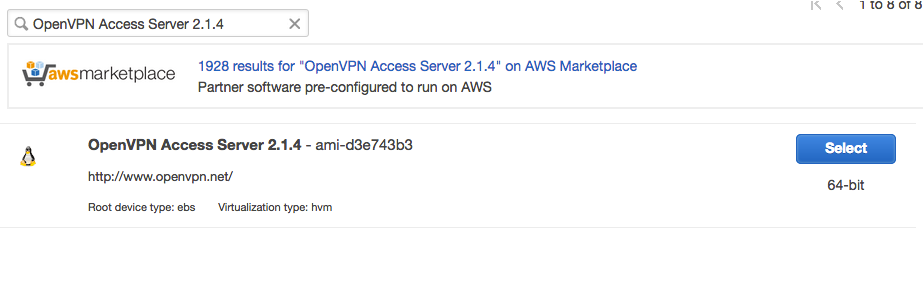 1 to 8 of 8
OpenVPN Access Server 2.1.4
awsmarketplace
1928 results for "OpenVPN Access Server 2.1.4" on AWS Marketplace
Partner software pre-configured to run on AWS
OpenVPN Access Server 2.1.4 - ami-d3e743b3
Select
http://www.openvpn.net/
64-bit
Root device type: ebs Virtualization type: hvm